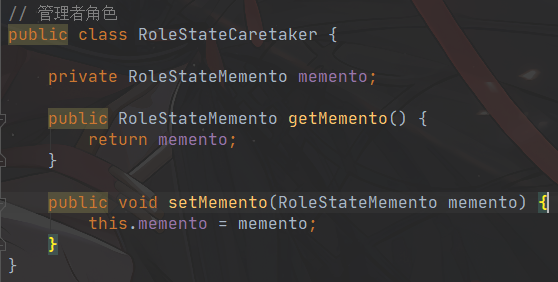 // 管理者角色
public class RoleStateCaretaker {
private RoleStateMemento memento;
public RoleStateMemento getMemento() {
return memento;
}
public void setMemento(RoleStateMemento memento) {
this.memento = memento;
}
}